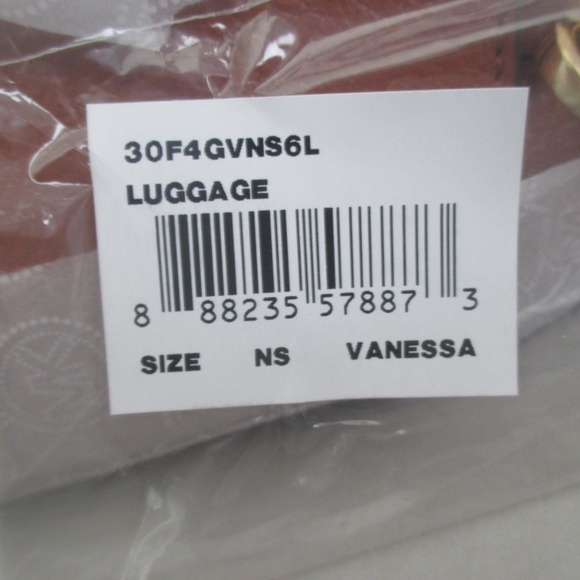 30F4GVNS6L
LUGGAGE
8 88235 57887 3
SIZE NS VANESSA